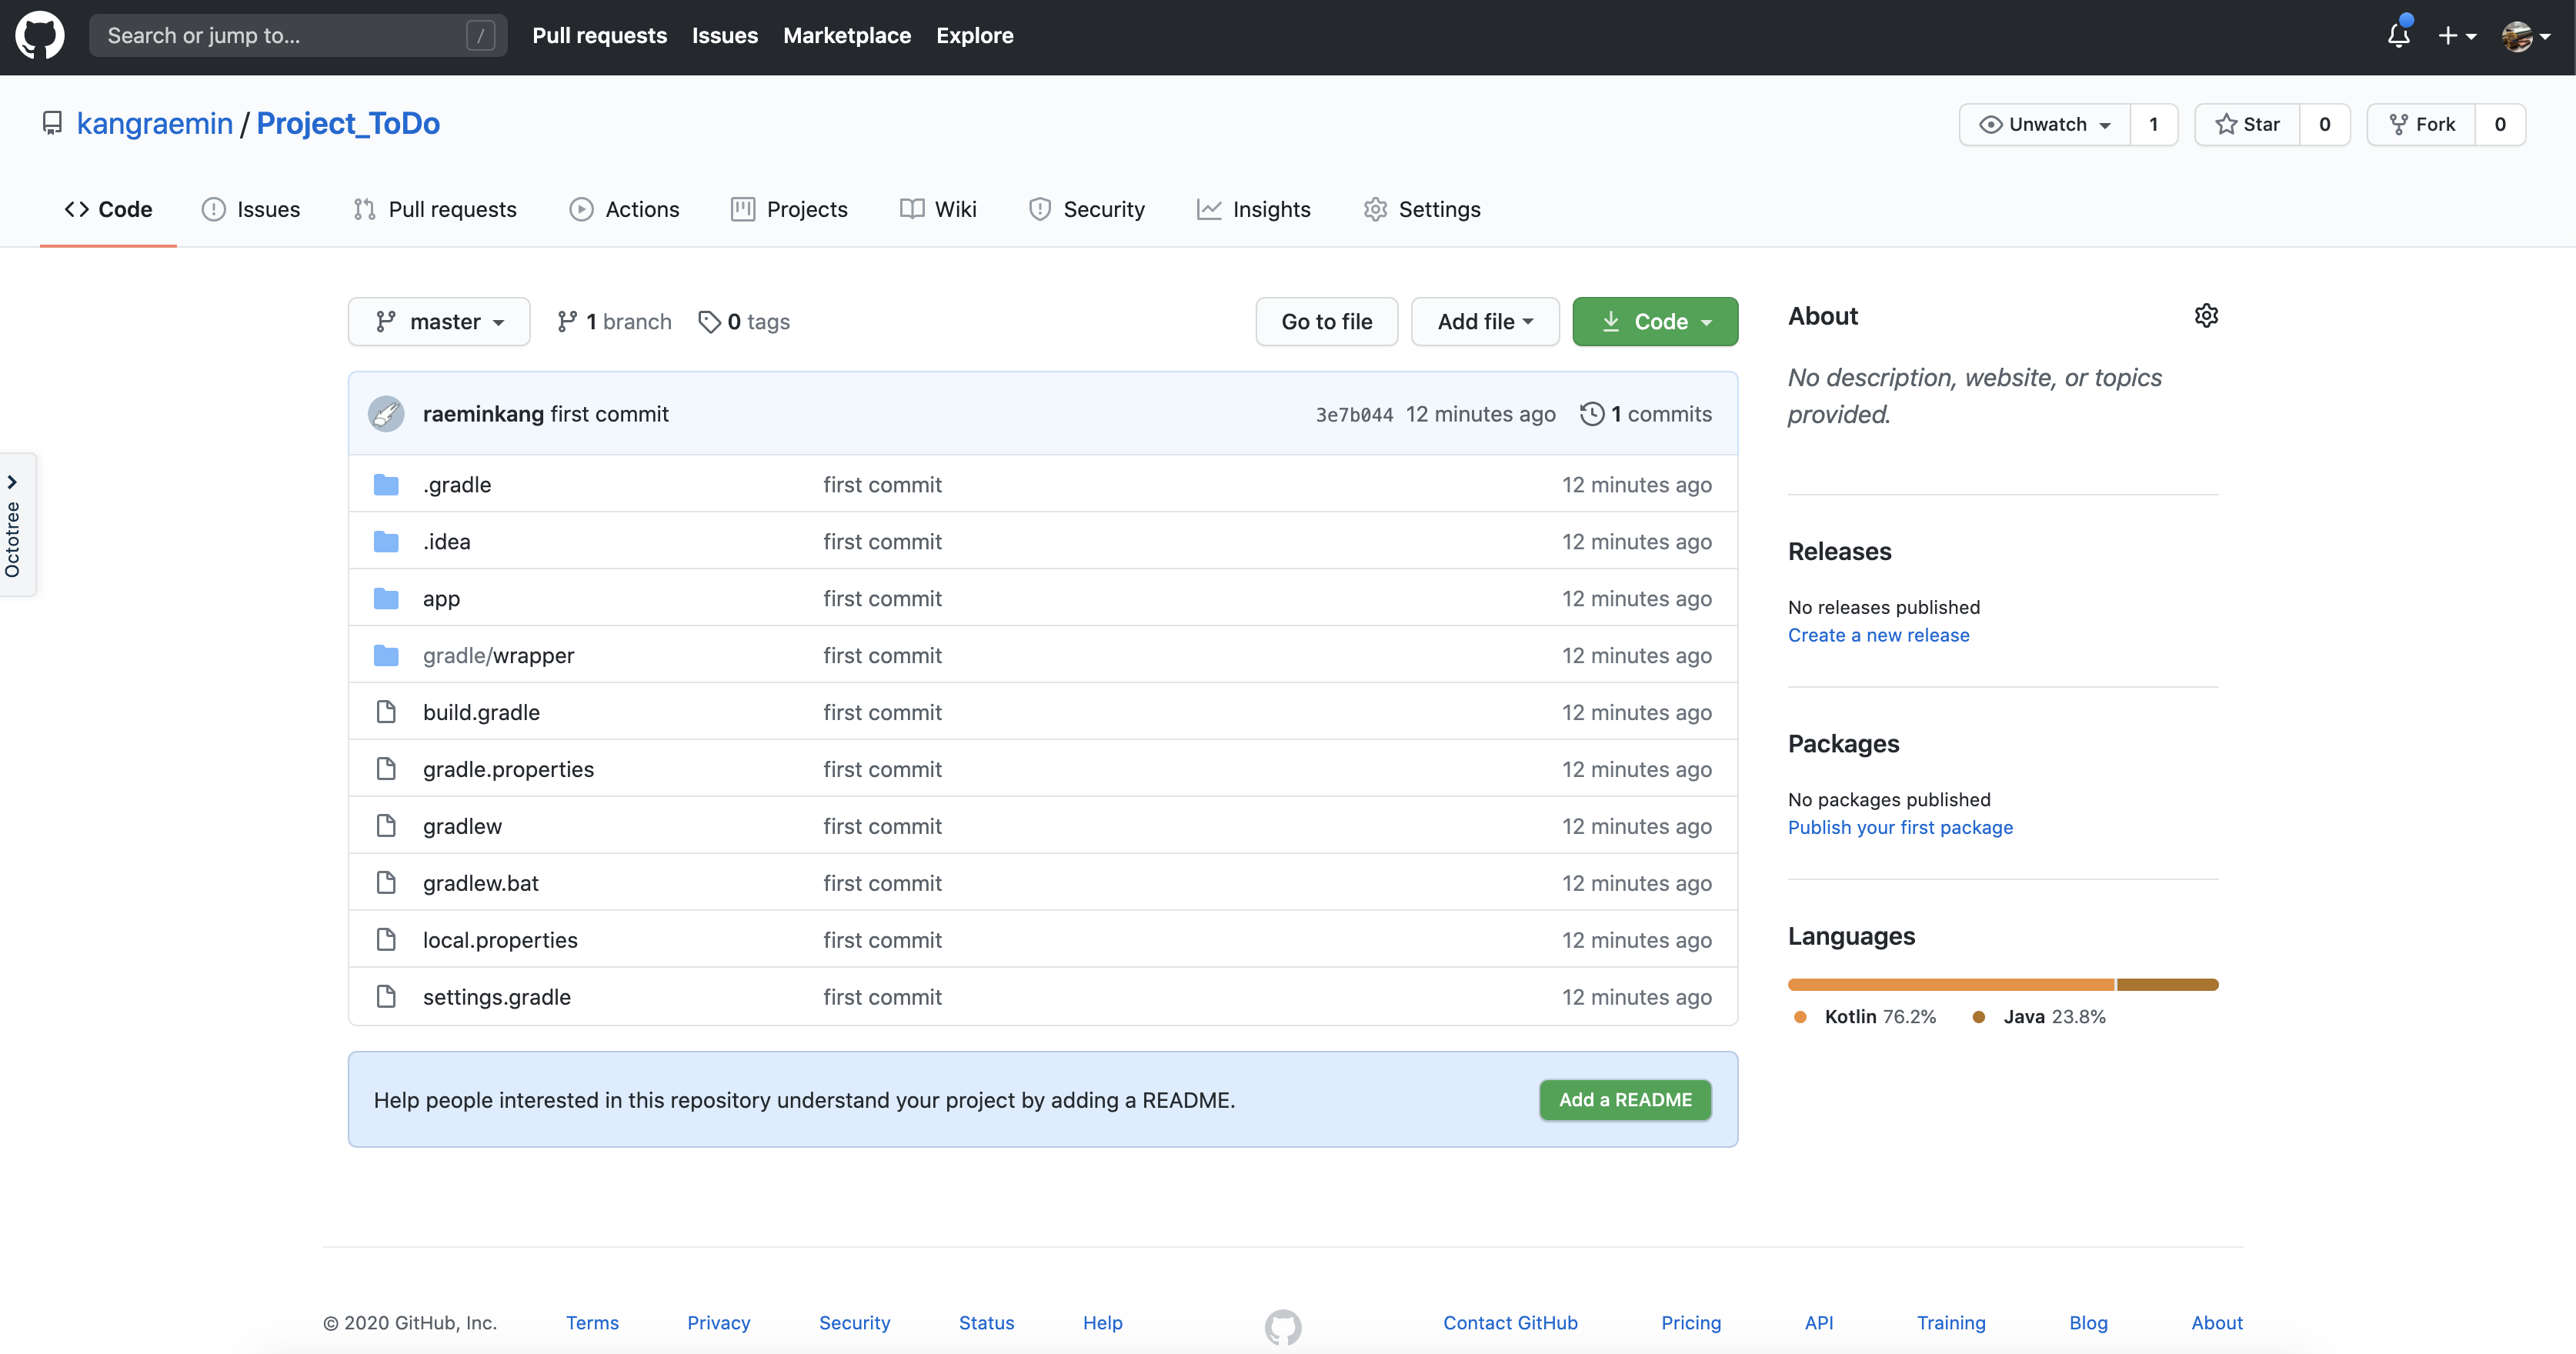 Search or jump to... /
Pull requests Issues Marketplace Explore
kangraemin / Project_ToDo
Unwatch 1 Star 0 Fork 0
Code Issues Pull requests Actions Projects Wiki Security Insights Settings
master 1 branch 0 tags Go to file Add file Code
raeminkang first commit 3e7b044 12 minutes ago 1 commits
.gradle first commit 12 minutes ago
.idea first commit 12 minutes ago
app first commit 12 minutes ago
gradle/wrapper first commit 12 minutes ago
build.gradle first commit 12 minutes ago
gradle.properties first commit 12 minutes ago
gradlew first commit 12 minutes ago
gradlew.bat first commit 12 minutes ago
local.properties first commit 12 minutes ago
settings.gradle first commit 12 minutes ago
Help people interested in this repository understand your project by adding a README. Add a README
About
No description, website, or topics
provided.
Releases
No releases published
Create a new release
Packages
No packages published
Publish your first package
Languages
Kotlin 76.2% Java 23.8%
Octotree
© 2020 GitHub, Inc. Terms Privacy Security Status Help Contact GitHub Pricing API Training Blog About